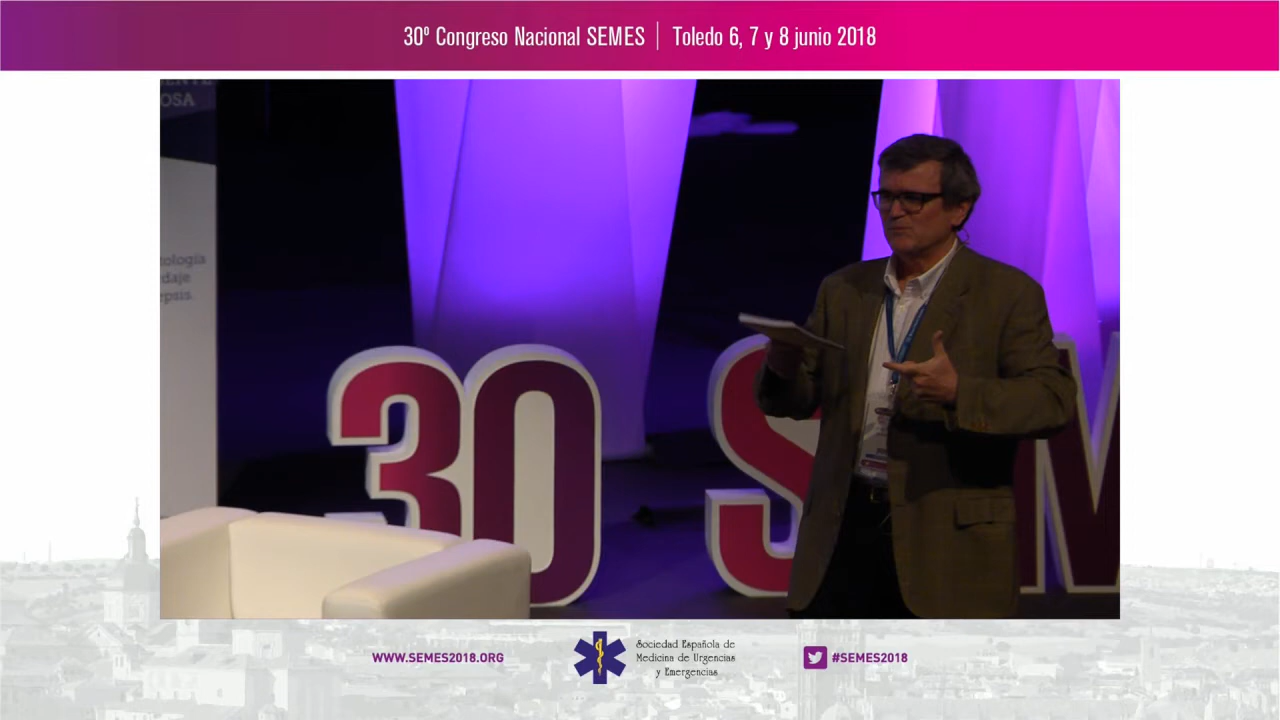 30º Congreso Nacional SEMES | Toledo 6, 7 y 8 junio 2018
OSA
30 S M
WWW.SEMES2018.ORG
Sociedad Española de
Medicina de Urgencias
y Emergencias
#SEMES2018